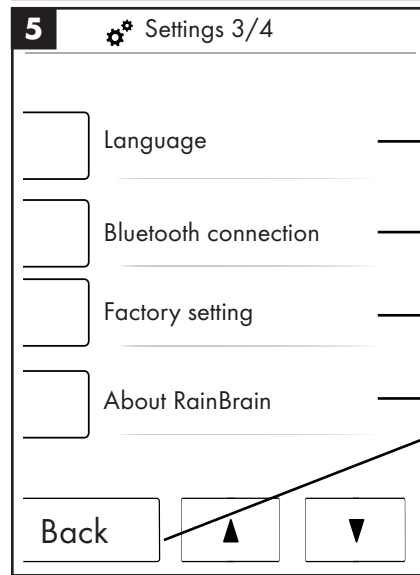 5
Settings 3/4
Language
Bluetooth connection
Factory setting
About RainBrain
Back